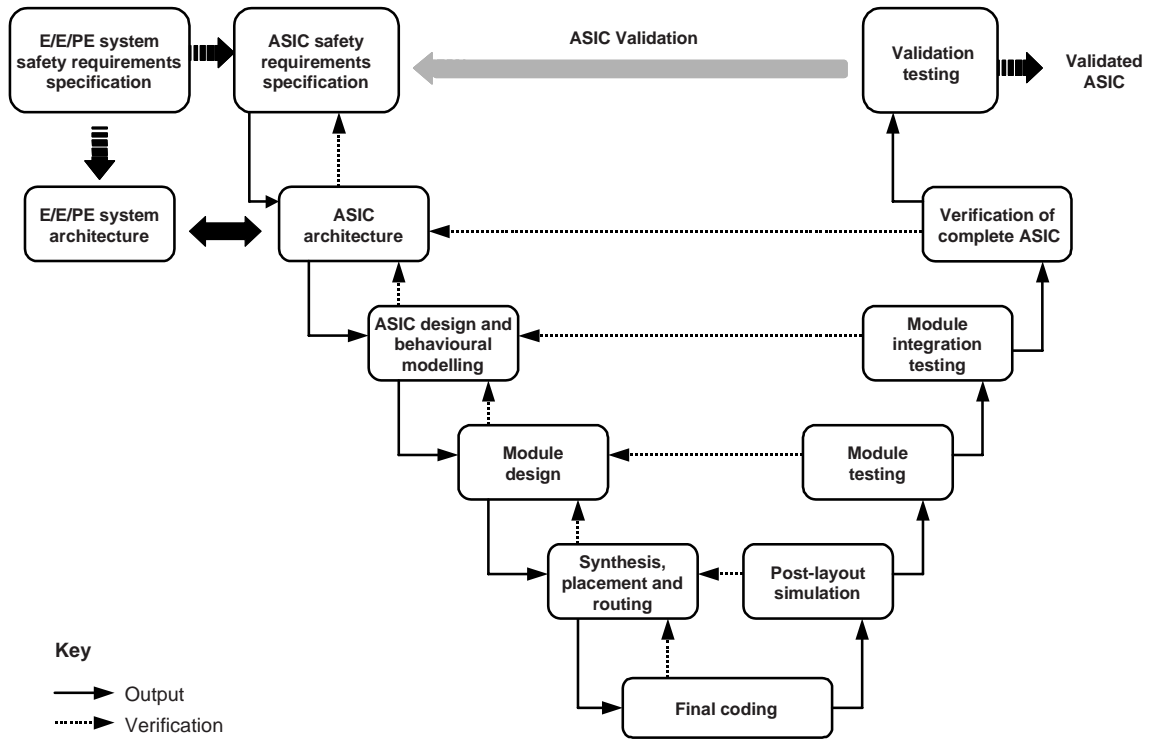 E/E/PE system
safety requirements
specification
ASIC safety
requirements
specification
ASIC Validation
Validation
testing
Validated
ASIC
E/E/PE system
architecture
ASIC
architecture
Verification of
complete ASIC
ASIC design and
behavioural
modelling
Module
integration
testing
Module
design
Module
testing
Synthesis,
placement and
routing
Post-layout
simulation
Final coding
Key
Output
Verification